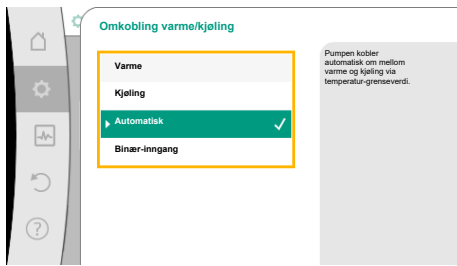 Omkobling varme/kjøling
Varme
Kjøling
Automatisk
Binær-inngang
Pumpen kobler
automatisk om mellom
varme og kjøling via
temperatur-grenseverdi.
?